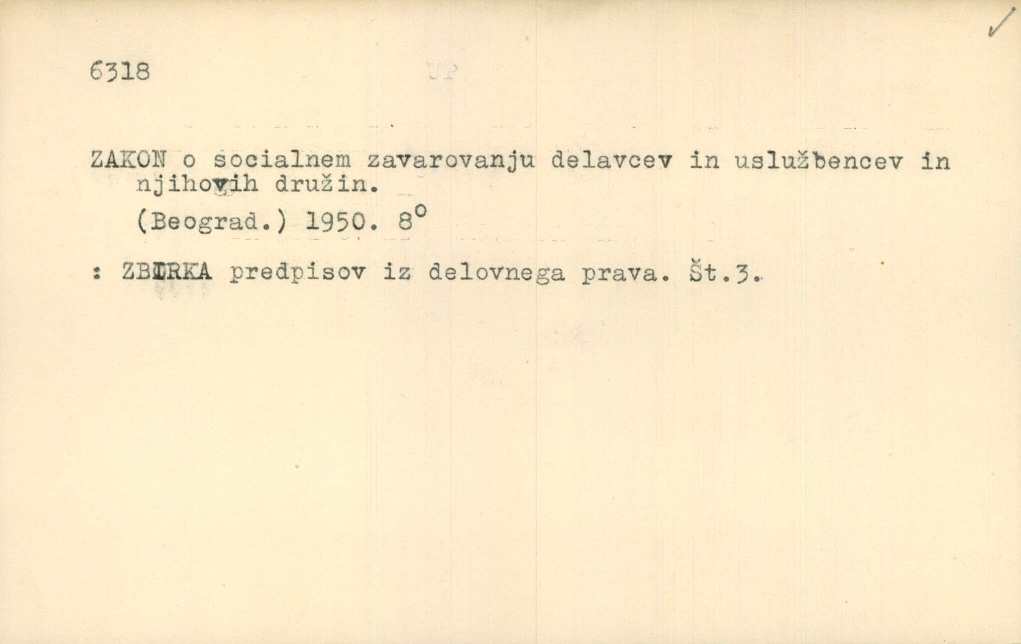 6318
ZAKON o socialnem zavarovanju delavcev in uslužbencev in
njihovih družin.
(Beograd.) 1950. 8°
: ZBIRKA predpisov iz delovnega prava. Št.3.